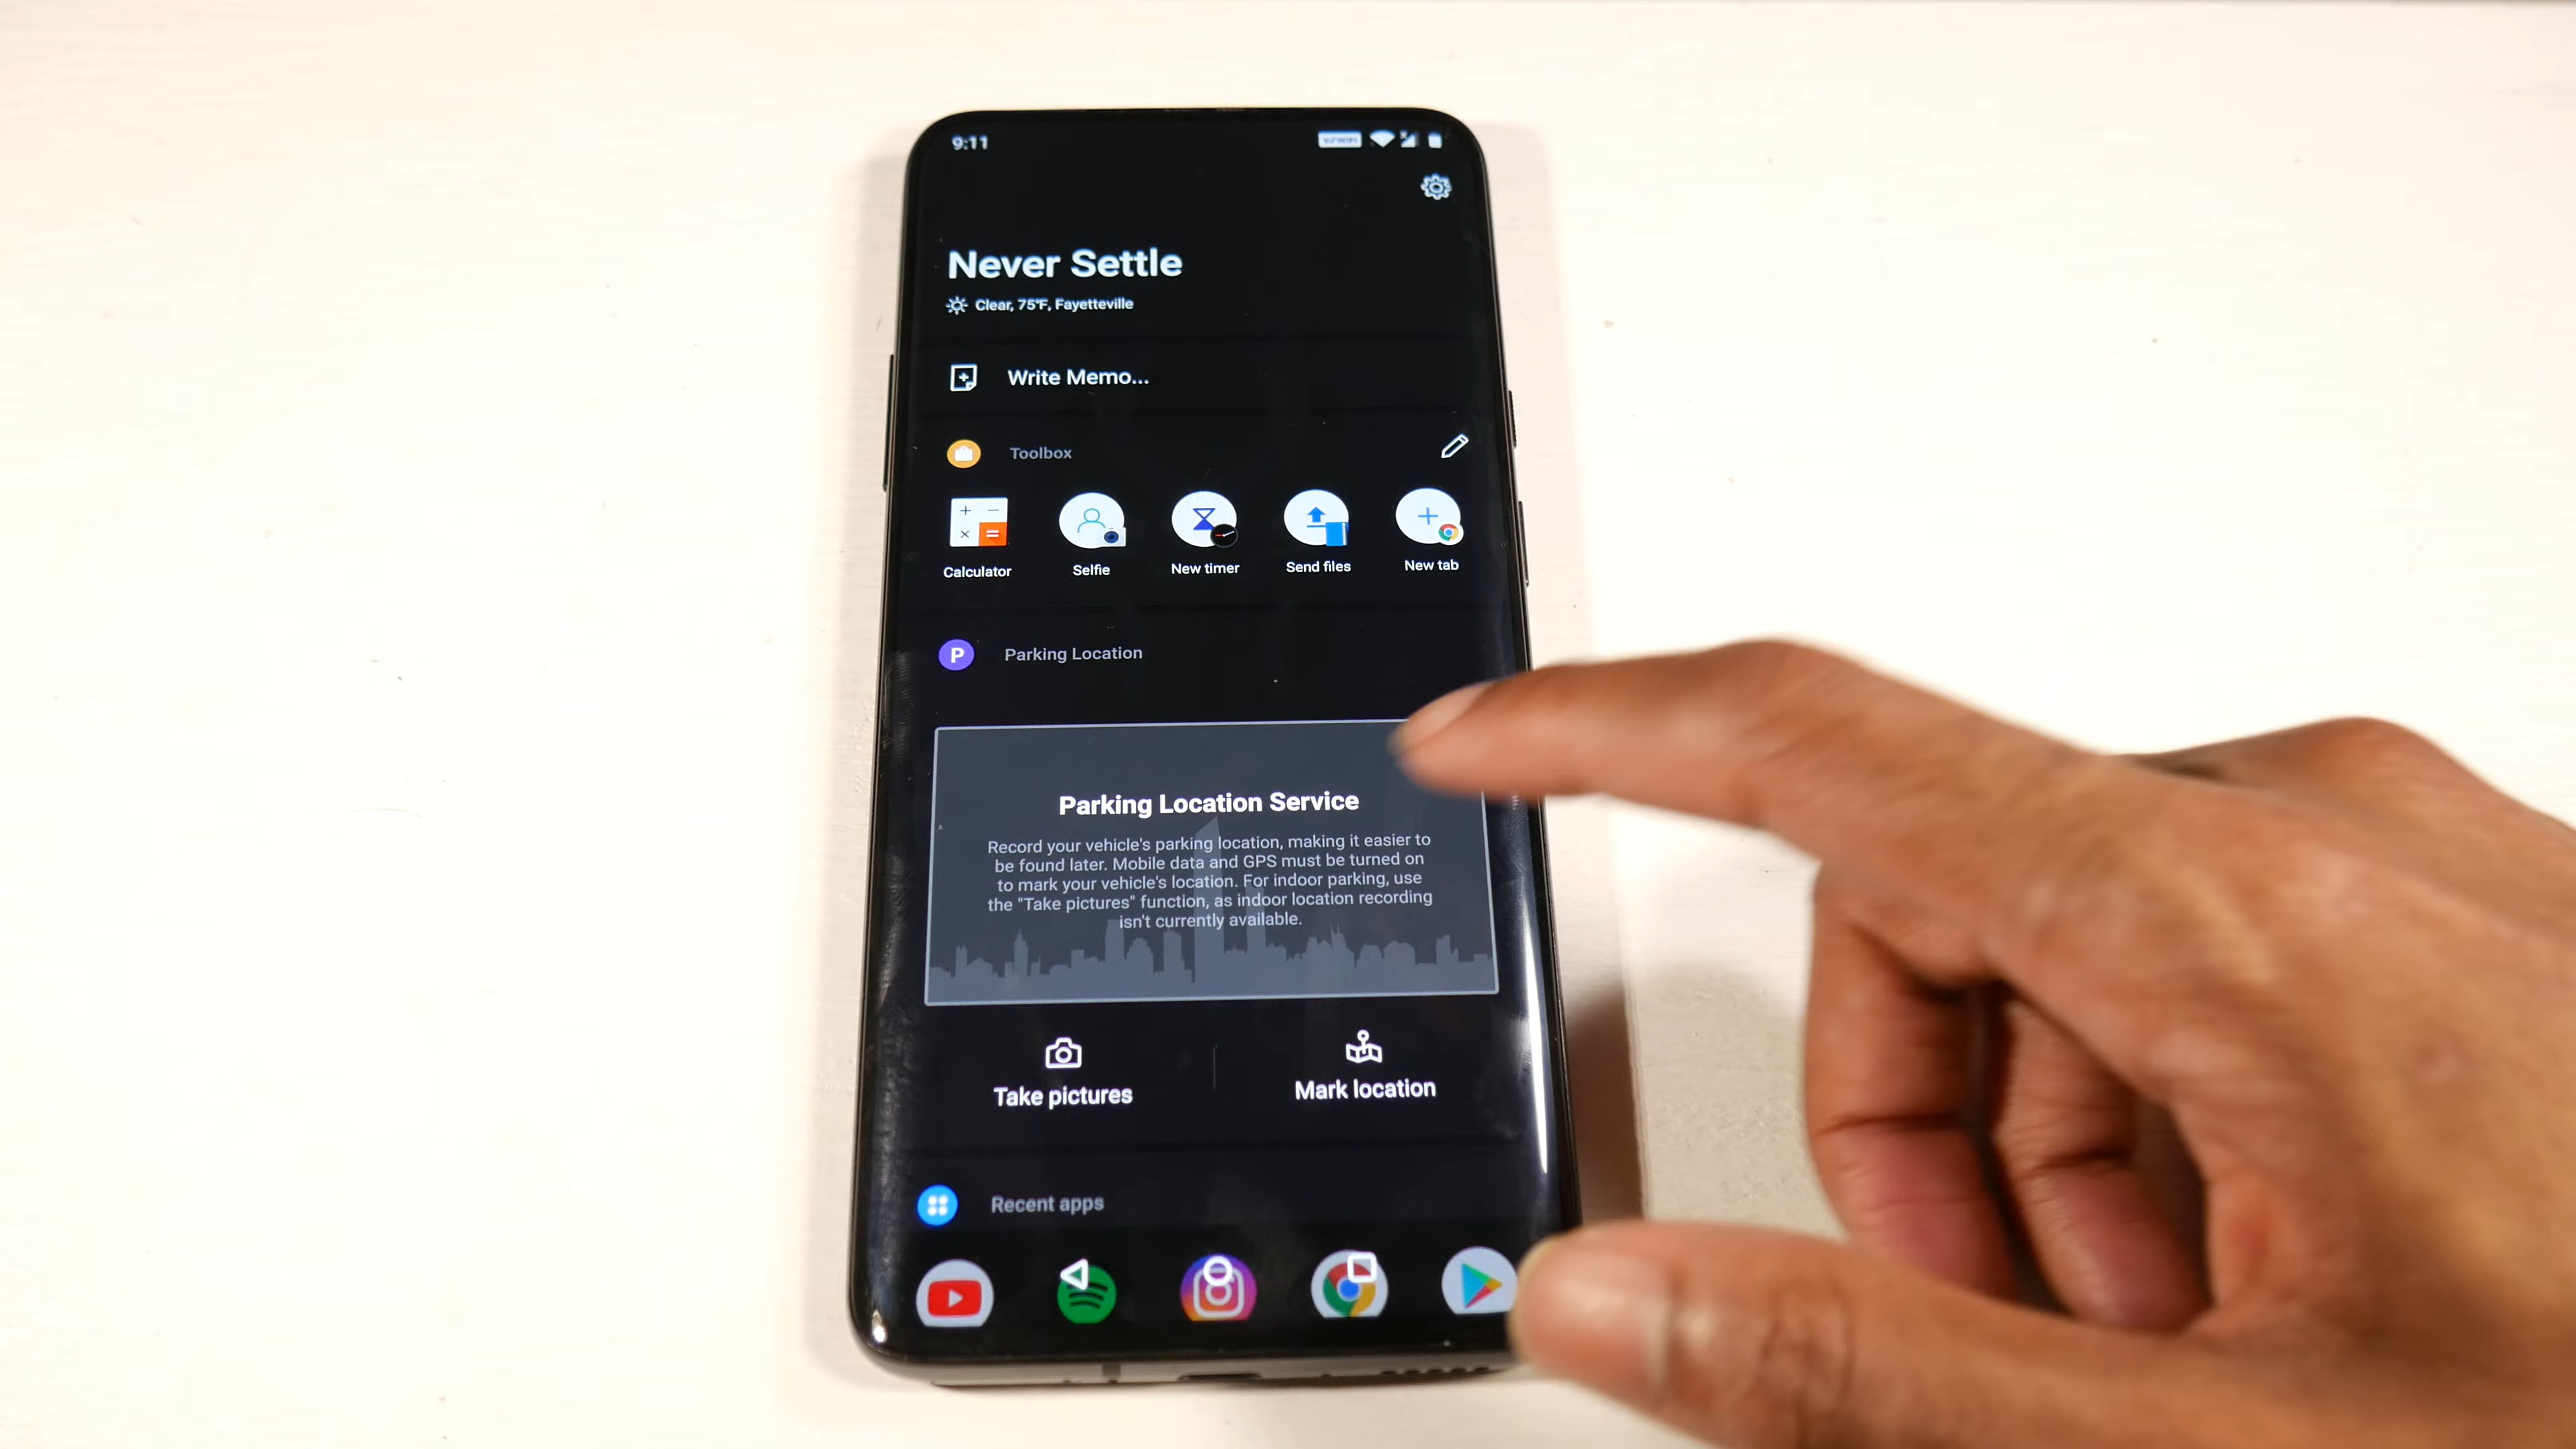 9:11
Never Settle
Clear, 75°F, Fayetteville
Write Memo...
Toolbox
Calculator
Selfie
New timer
Send files
New tab
P
Parking Location
Parking Location Service
Record your vehicle's parking location, making it easier to
be found later. Mobile data and GPS must be turned on
to mark your vehicle's location. For indoor parking, use
the "Take pictures" function, as indoor location recording
isn't currently available.
Take pictures
Mark location
Recent apps